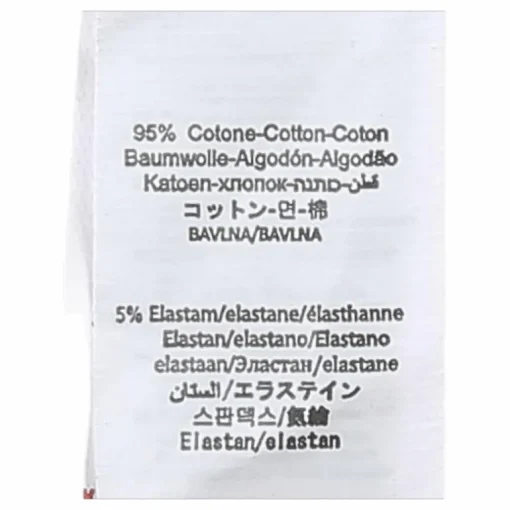 95% Cotone-Cotton-Coton
Baumwolle-Algodón-Algodão
Katoen-хлопок-כותנה-قطن
コットン-면-棉
BAVLNA/BAVLNA
5% Elastam/elastane/élasthanne
Elastan/elastano/Elastano
elastaan/Эластан/elastane
/エラステイン
스판덱스/氨綸
Elastan/elastan